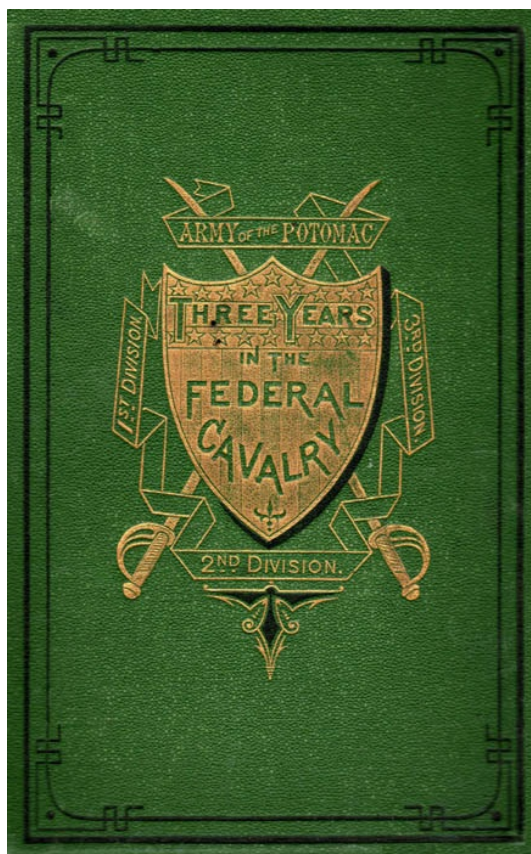 ARMY OF THE POTOMAC
THREE YEARS
IN THE
FEDERAL
CAVALRY
1ST DIVISION
3RD DIVISION.
2ND DIVISION.